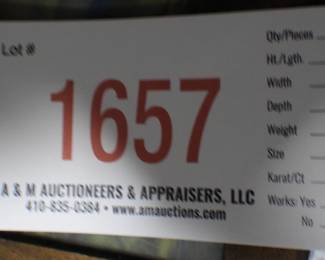 Lot #
1657
A & M AUCTIONEERS & APPRAISERS, LLC
410-835-0384 • www.amauctions.com
Qty/Pieces
Ht./Lgth.
Width
Depth
Weight
Size
Karat/Ct
Works: Yes
No